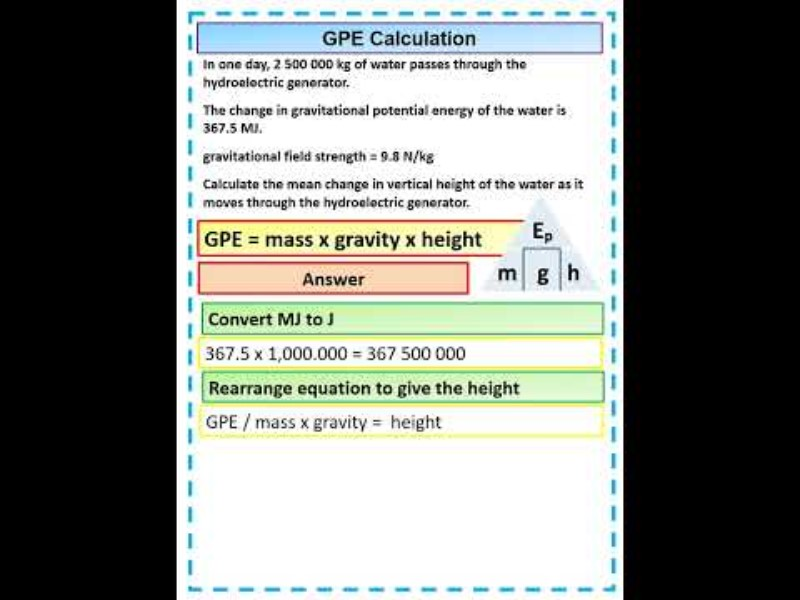 GPE Calculation
In one day, 2 500 000 kg of water passes through the
hydroelectric generator.
The change in gravitational potential energy of the water is
367.5 MJ.
gravitational field strength = 9.8 N/kg
Calculate the mean change in vertical height of the water as it
moves through the hydroelectric generator.
GPE = mass x gravity x height
Ep
m g h
Answer
Convert MJ to J
367.5 x 1,000.000 = 367 500 000
Rearrange equation to give the height
GPE / mass x gravity = height